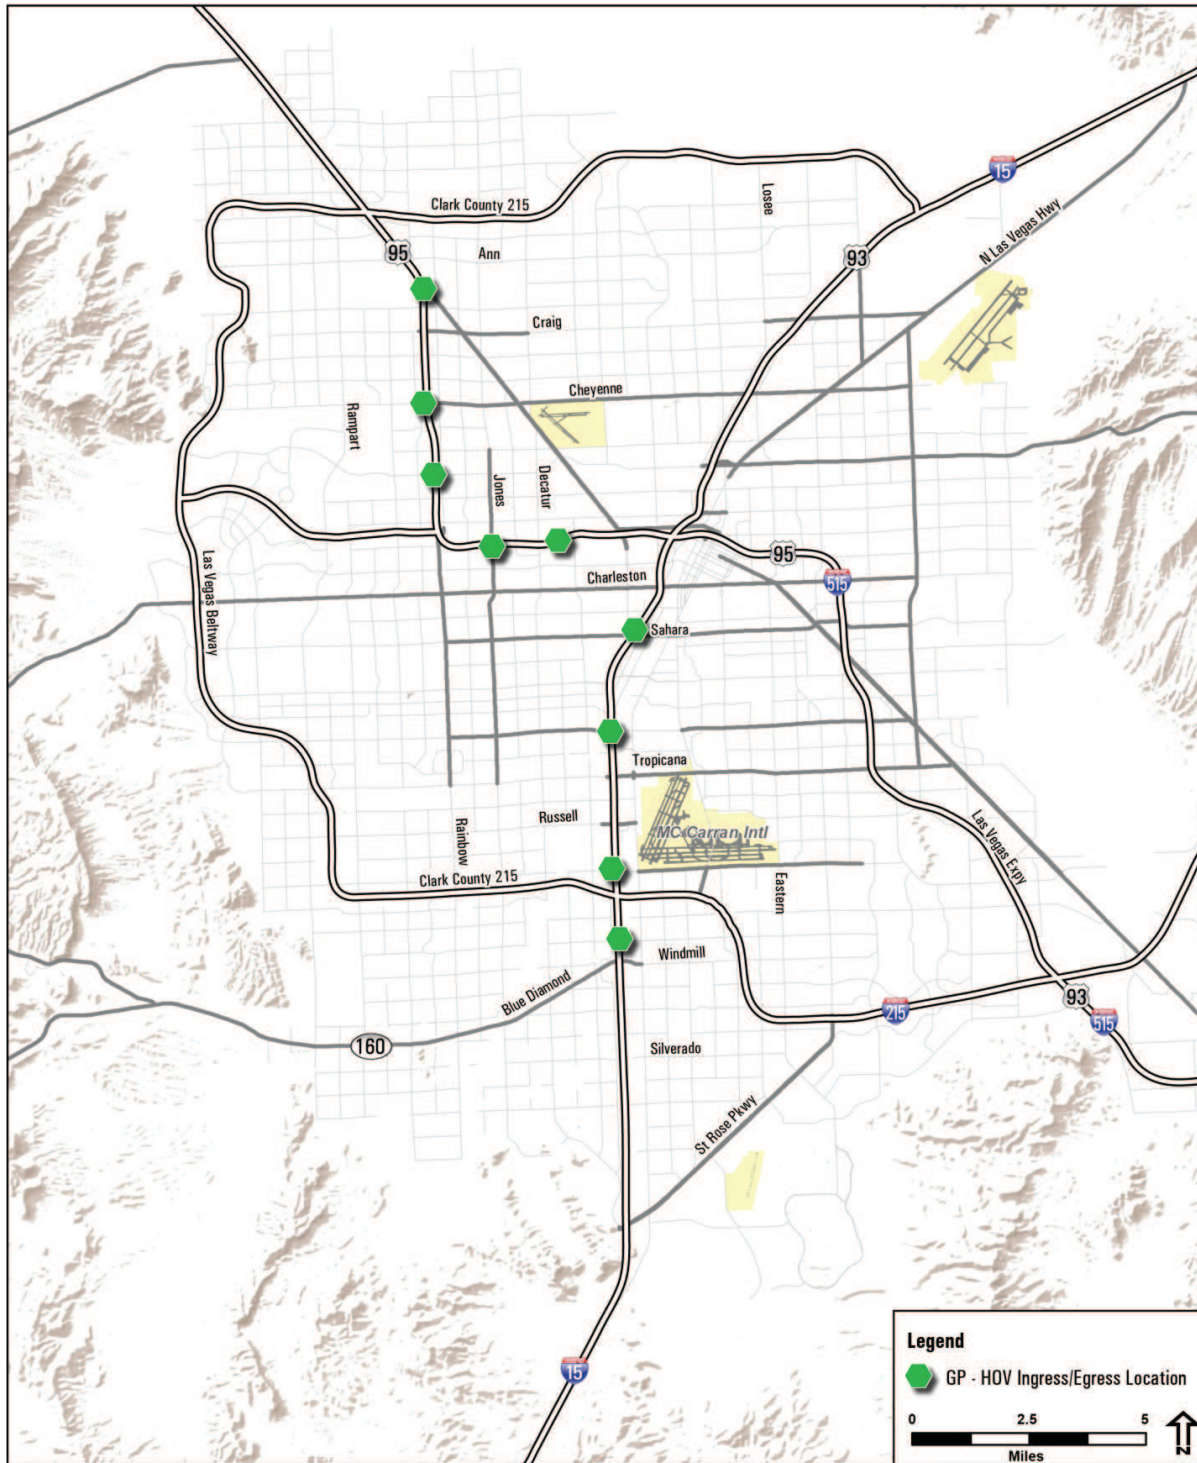 15
Losee
Clark County 215
N Las Vegas Hwy
95
Ann
93
Craig
Cheyenne
Rampart
Jones
Decatur
95
Las Vegas Beltway
Charleston
515
Sahara
Tropicana
Russell
MC Carran Intl
Rainbow
Las Vegas Expy
Clark County 215
Eastern
Windmill
Blue Diamond
93
215
515
160
Silverado
St Rose Pkwy
15
Legend
GP - HOV Ingress/Egress Location
0 2.5 5
Miles
N